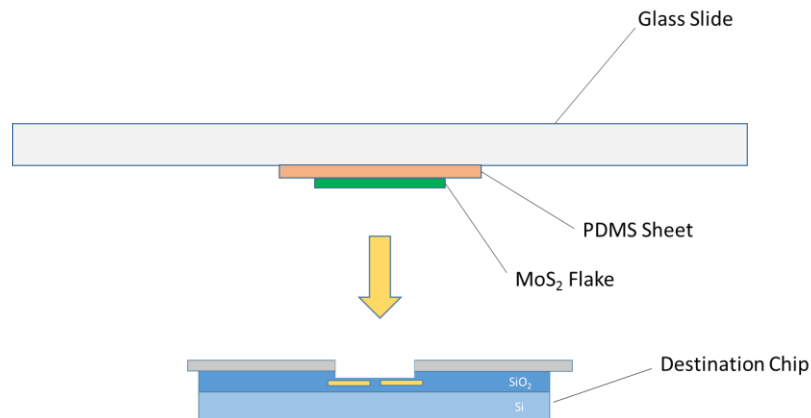 Glass Slide
PDMS Sheet
MoS₂ Flake
Destination Chip
SiO₂
Si